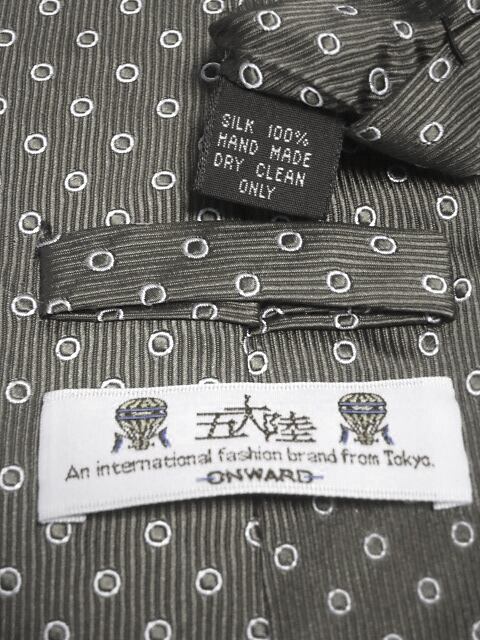 SILK 100%
HAND MADE
DRY CLEAN
ONLY
五大陸
An international fashion brand from Tokyo.
ONWARD